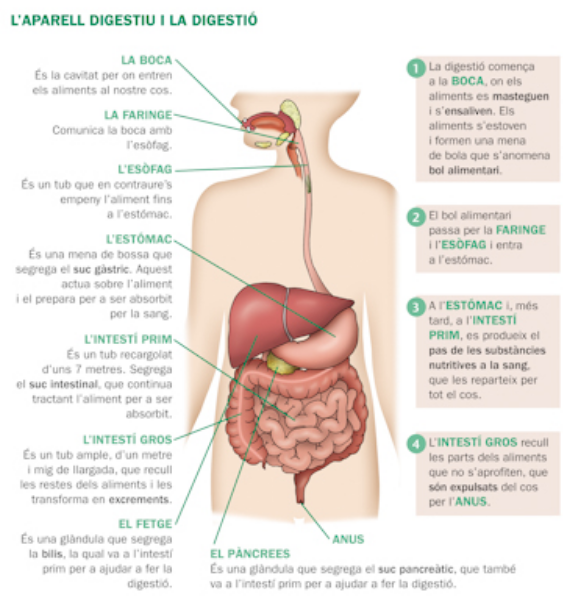 L'APARELL DIGESTIU I LA DIGESTIÓ
LA BOCA
És la cavitat per on entren
els aliments al nostre cos.
LA FARINGE
Comunica la boca amb
l'esòfag.
L'ESÒFAG
És un tub que en contraure's
empeny l'aliment fins
a l'estómac.
L'ESTÓMAC
És una mena de bossa que
segrega el suc gàstric. Aquest
actua sobre l'aliment
i el prepara per a ser absorbit
per la sang.
L'INTESTÍ PRIM
És un tub recargolat
d'uns 7 metres. Segrega
el suc intestinal, que continua
tractant l'aliment per a ser
absorbit.
L'INTESTÍ GROS
És un tub ample, d'un metre
i mig de llargada, que recull
les restes dels aliments i les
transforma en excrements.
EL FETGE
És una glàndula que segrega
la bilis, la qual va a l'intestí
prim per a ajudar a fer la
digestió.
EL PÀNCREES
És una glàndula que segrega el suc pancreàtic, que també
va a l'intestí prim per a ajudar a fer la digestió.
ANUS
1 La digestió comença
a la BOCA, on els
aliments es masteguen
i s'ensaliven. Els
aliments s'estoven
i formen una mena
de bola que s'anomena
bol alimentari.
2 El bol alimentari
passa per la FARINGE
i l'ESÒFAG i entra
a l'estómac.
3 A l'ESTÓMAC i, més
tard, a l'INTESTÍ
PRIM, es produeix el
pas de les substàncies
nutritives a la sang,
que les reparteix per
tot el cos.
4 L'INTESTÍ GROS recull
les parts dels aliments
que no s'aprofiten, que
són expulsats del cos
per l'ANUS.